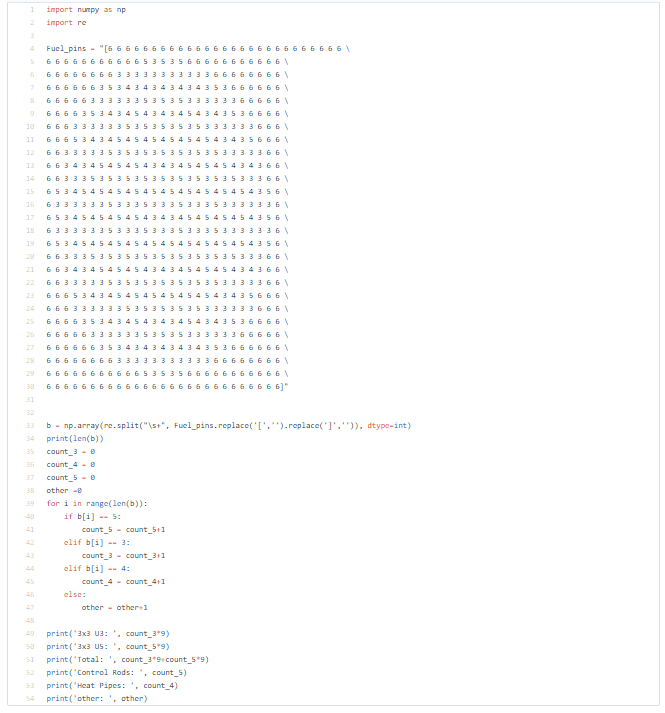 1 import numpy as np
2 import re
3
4 Fuel_pins = "[6 6 6 6 6 6 6 6 6 6 6 6 6 6 6 6 6 6 6 6 6 6 6 6 6 6 6 \
5 6 6 6 6 6 6 6 6 6 6 6 5 3 5 3 5 6 6 6 6 6 6 6 6 6 6 6 \
6 6 6 6 6 6 6 6 6 3 3 3 3 3 3 3 3 3 3 3 6 6 6 6 6 6 6 6 \
7 6 6 6 6 6 6 3 5 3 4 3 4 3 4 3 4 3 4 3 5 3 6 6 6 6 6 6 \
8 6 6 6 6 6 3 3 3 3 3 3 5 3 5 3 5 3 3 3 3 3 3 6 6 6 6 6 \
9 6 6 6 6 3 5 3 4 3 4 5 4 3 4 3 4 5 4 3 4 3 5 3 6 6 6 6 \
10 6 6 6 3 3 3 3 3 3 5 3 5 3 5 3 5 3 5 3 3 3 3 3 3 6 6 6 \
11 6 6 6 5 3 4 3 4 5 4 5 4 5 4 5 4 5 4 5 4 3 4 3 5 6 6 6 \
12 6 6 3 3 3 3 3 5 3 5 3 5 3 5 3 5 3 5 3 5 3 3 3 3 3 6 6 \
13 6 6 3 4 3 4 5 4 5 4 5 4 3 4 3 4 5 4 5 4 5 4 3 4 3 6 6 \
14 6 6 3 3 3 5 3 5 3 5 3 5 3 5 3 5 3 5 3 5 3 5 3 3 3 6 6 \
15 6 5 3 4 5 4 5 4 5 4 5 4 5 4 5 4 5 4 5 4 5 4 5 4 3 5 6 \
16 6 3 3 3 3 3 3 5 3 5 3 5 3 3 3 5 3 5 3 5 3 3 3 3 3 3 6 \
17 6 5 3 4 5 4 5 4 5 4 5 4 3 4 3 4 5 4 5 4 5 4 5 4 3 5 6 \
18 6 3 3 3 3 3 3 5 3 5 3 5 3 3 3 5 3 5 3 5 3 3 3 3 3 3 6 \
19 6 5 3 4 5 4 5 4 5 4 5 4 5 4 5 4 5 4 5 4 5 4 5 4 3 5 6 \
20 6 6 3 3 3 5 3 5 3 5 3 5 3 5 3 5 3 5 3 5 3 5 3 3 3 6 6 \
21 6 6 3 4 3 4 5 4 5 4 5 4 3 4 3 4 5 4 5 4 5 4 3 4 3 6 6 \
22 6 6 3 3 3 3 3 5 3 5 3 5 3 5 3 5 3 5 3 5 3 3 3 3 3 6 6 \
23 6 6 6 5 3 4 3 4 5 4 5 4 5 4 5 4 5 4 5 4 3 4 3 5 6 6 6 \
24 6 6 6 3 3 3 3 3 3 5 3 5 3 5 3 5 3 5 3 3 3 3 3 3 6 6 6 \
25 6 6 6 6 3 5 3 4 3 4 5 4 3 4 3 4 5 4 3 4 3 5 3 6 6 6 6 \
26 6 6 6 6 6 3 3 3 3 3 3 5 3 5 3 5 3 3 3 3 3 3 6 6 6 6 6 \
27 6 6 6 6 6 6 3 5 3 4 3 4 3 4 3 4 3 4 3 5 3 6 6 6 6 6 6 \
28 6 6 6 6 6 6 6 6 3 3 3 3 3 3 3 3 3 3 3 6 6 6 6 6 6 6 6 \
29 6 6 6 6 6 6 6 6 6 6 6 5 3 5 3 5 6 6 6 6 6 6 6 6 6 6 6 \
30 6 6 6 6 6 6 6 6 6 6 6 6 6 6 6 6 6 6 6 6 6 6 6 6 6 6 6]"
31
32
33 b = np.array(re.split("\s+", Fuel_pins.replace('[','').replace(']','')), dtype=int)
34 print(len(b))
35 count_3 = 0
36 count_4 = 0
37 count_5 = 0
38 other =0
39 for i in range(len(b)):
40 if b[i] == 5:
41 count_5 = count_5+1
42 elif b[i] == 3:
43 count_3 = count_3+1
44 elif b[i] == 4:
45 count_4 = count_4+1
46 else:
47 other = other+1
48
49 print('3x3 U3: ', count_3*9)
50 print('3x3 U5: ', count_5*9)
51 print('Total: ', count_3*9+count_5*9)
52 print('Control Rods: ', count_5)
53 print('Heat Pipes: ', count_4)
54 print('other: ', other)